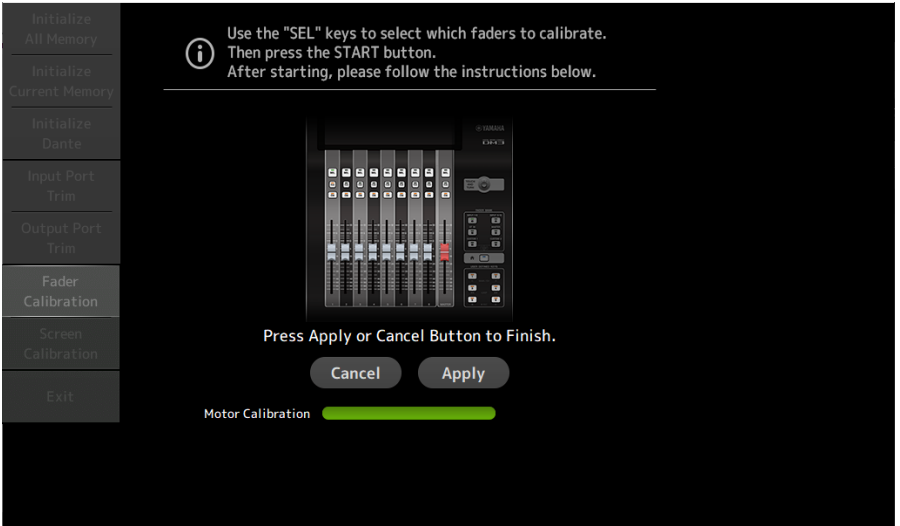 Initialize
All Memory
Initialize
Current Memory
Initialize
Dante
Input Port
Trim
Output Port
Trim
Fader
Calibration
Screen
Calibration
Exit
Use the "SEL" keys to select which faders to calibrate.
Then press the START button.
After starting, please follow the instructions below.
YAMAHA
DM3
Press Apply or Cancel Button to Finish.
Cancel
Apply
Motor Calibration